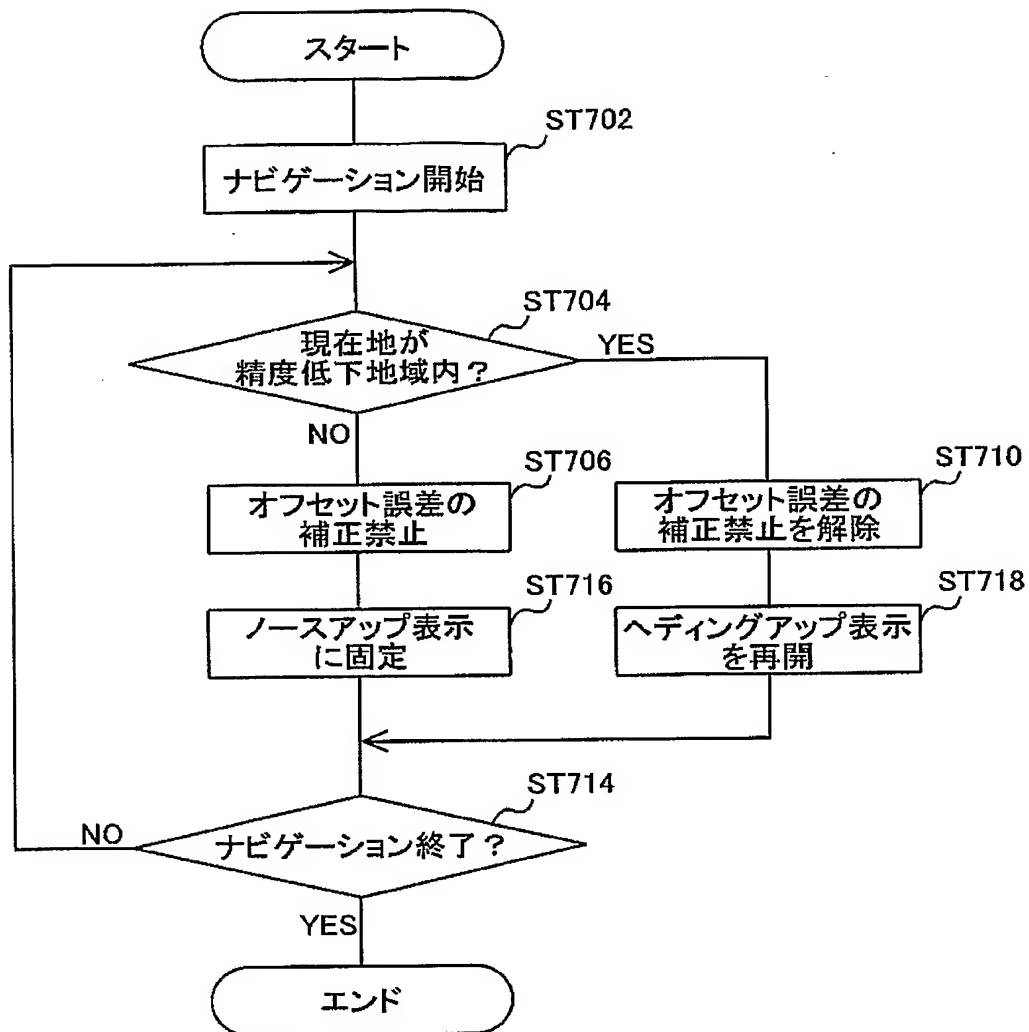 スタート
ST702
ナビゲーション開始
ST704
現在地が
精度低下地域内？
YES
NO
ST706
オフセット誤差の
補正禁止
ST710
オフセット誤差の
補正禁止を解除
ST716
ノースアップ表示
に固定
ST718
ヘディングアップ表示
を再開
ST714
ナビゲーション終了？
NO
YES
エンド